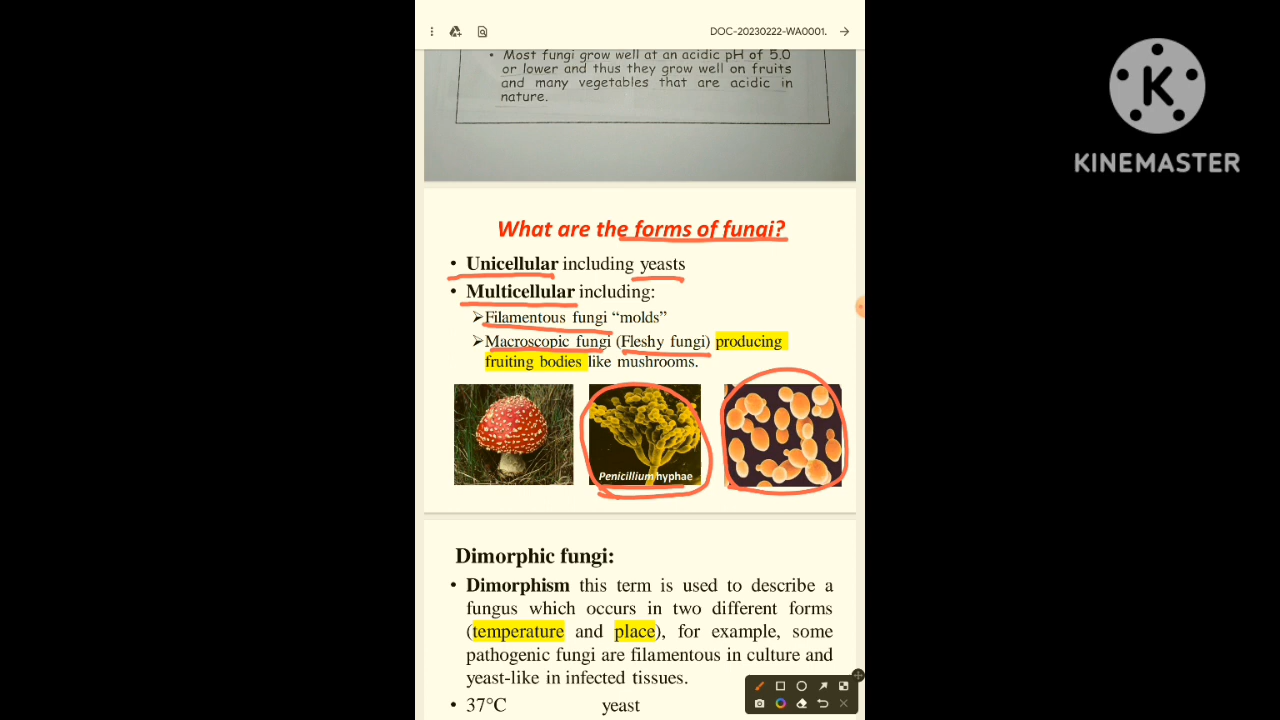 DOC-20230222-WA0001.
• Most fungi grow well at an acidic pH of 5.0
or lower and thus they grow well on fruits
and many vegetables that are acidic in
nature.
K
KINEMASTER
What are the forms of fungi?
• Unicellular including yeasts
• Multicellular including:
➢Filamentous fungi “molds”
➢Macroscopic fungi (Fleshy fungi) producing
fruiting bodies like mushrooms.
Penicillium hyphae
Dimorphic fungi:
• Dimorphism this term is used to describe a
fungus which occurs in two different forms
(temperature and place), for example, some
pathogenic fungi are filamentous in culture and
yeast-like in infected tissues.
• 37°C yeast